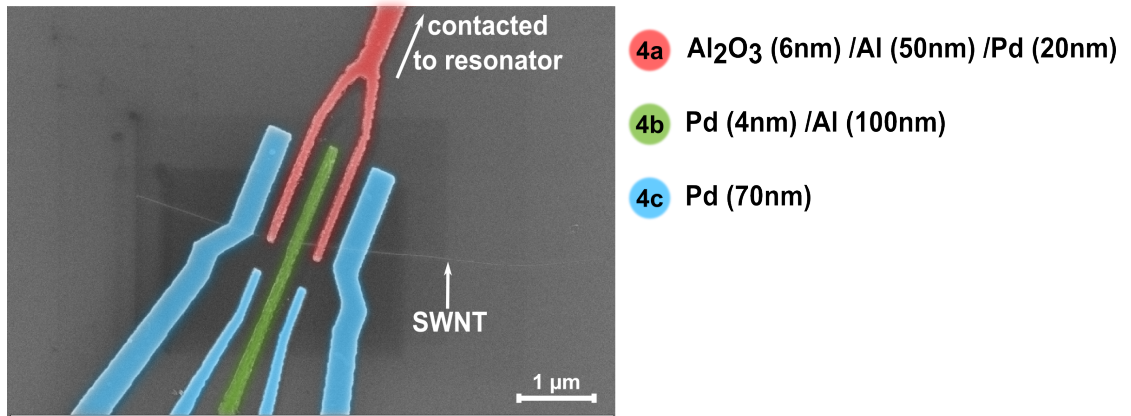 contacted
to resonator
SWNT
1 µm
4a Al₂O₃ (6nm) /Al (50nm) /Pd (20nm)
4b Pd (4nm) /Al (100nm)
4c Pd (70nm)